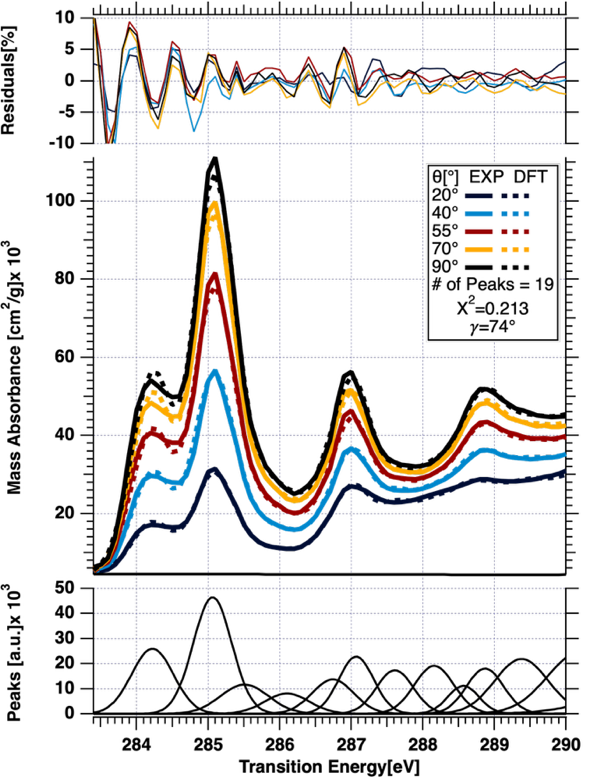 Residuals[%]
10
5
0
-5
-10
Mass Absorbance [cm²/g]x 10³
100
80
60
40
20
θ[°] EXP DFT
20°
40°
55°
70°
90°
# of Peaks = 19
X²=0.213
γ=74°
Peaks [a.u.]x 10³
50
40
30
20
10
0
284 285 286 287 288 289 290
Transition Energy[eV]